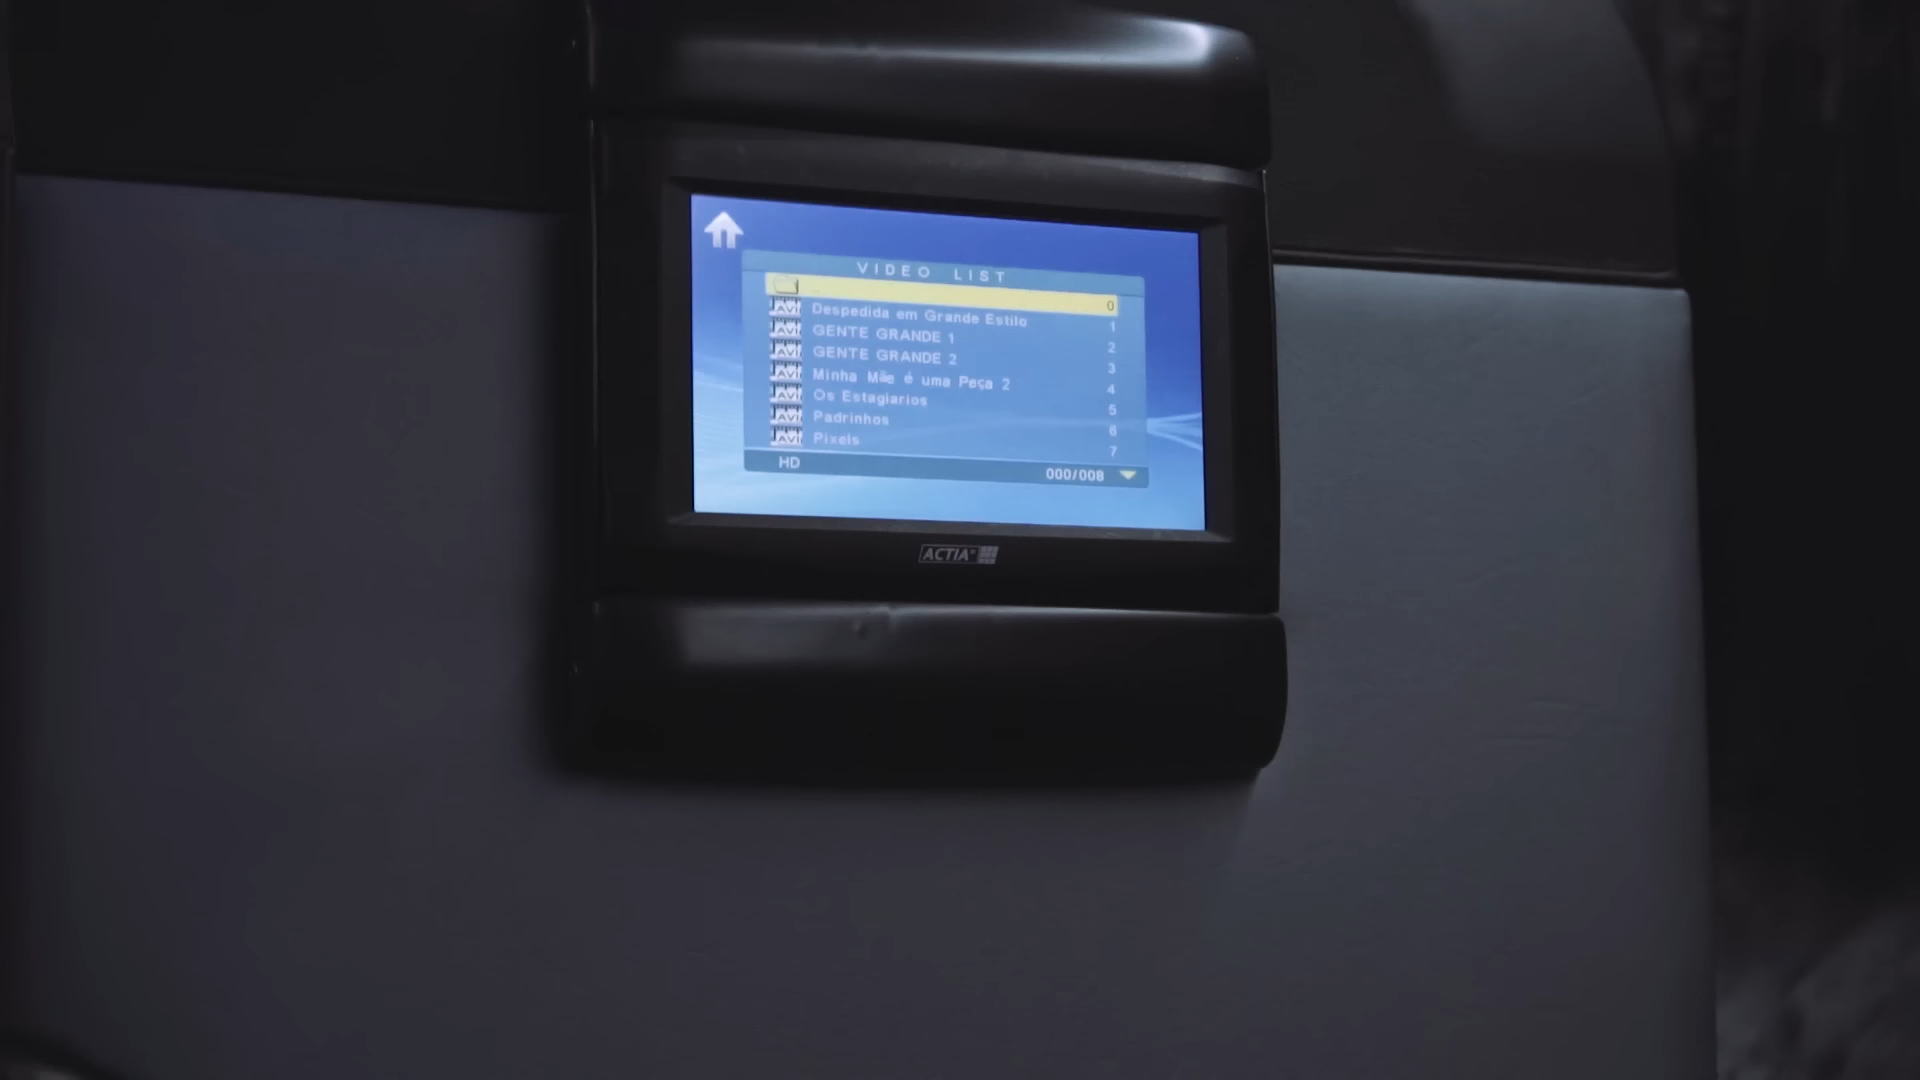 VIDEO LIST
0
Despedida em Grande Estilo 1
GENTE GRANDE 1 2
GENTE GRANDE 2 3
Minha Mãe é uma Peça 2 4
Os Estagiarios 5
Padrinhos 6
Pixels 7
HD 000/008
ACTIA®